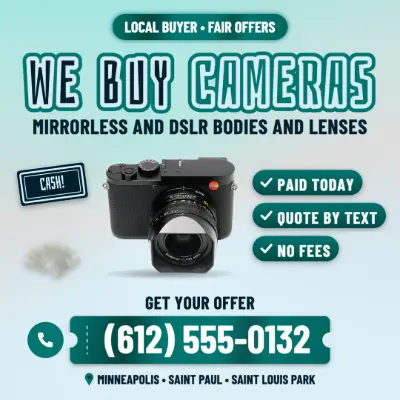 LOCAL BUYER • FAIR OFFERS
WE BUY CAMERAS
MIRRORLESS AND DSLR BODIES AND LENSES
CASH!
PAID TODAY
QUOTE BY TEXT
NO FEES
GET YOUR OFFER
(612) 555-0132
MINNEAPOLIS • SAINT PAUL • SAINT LOUIS PARK